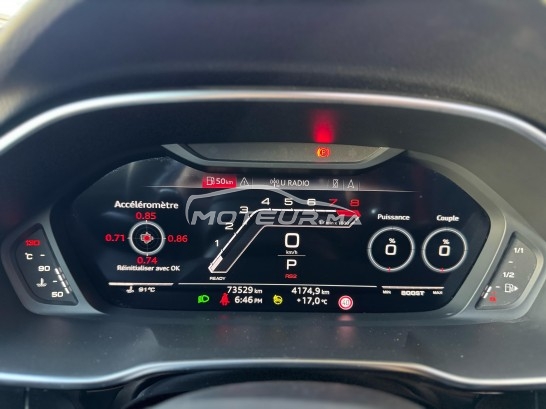 50 km U RADIO A
Accéléromètre
0.85
0.71 0.86
0.74
Réinitialiser avec OK
MOTEUR.MA
1 2 3 4 5 6 7 8
0
km/h
P
READY
Puissance Couple
% %
0 0
MIN BOOST MAX
°C
90
50
91°C
1/1
1/2
73529 km 4174,9 km
6:46 PM +17,0 °C